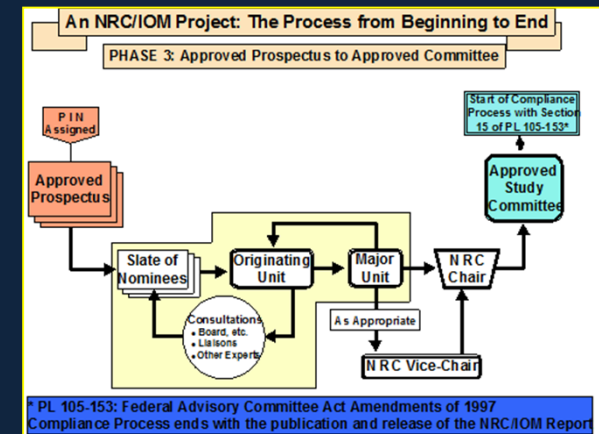 An NRC/IOM Project: The Process from Beginning to End
PHASE 3: Approved Prospectus to Approved Committee
PIN
Assigned
Approved
Prospectus
Start of Compliance
Process with Section
15 of PL 105-153*
Approved
Study
Committee
Slate of
Nominees
Originating
Unit
Major
Unit
NRC
Chair
Consultations
• Board, etc.
• Liaisons
• Other Experts
As Appropriate
NRC Vice-Chair
* PL 105-153: Federal Advisory Committee Act Amendments of 1997
Compliance Process ends with the publication and release of the NRC/IOM Report